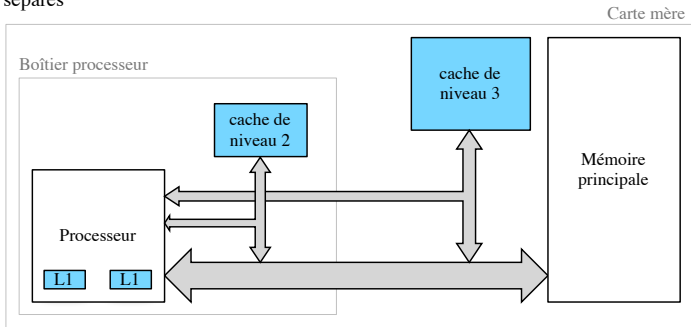 séparés
Carte mère
Boîtier processeur
cache de
niveau 3
cache de
niveau 2
Mémoire
principale
Processeur
L1
L1